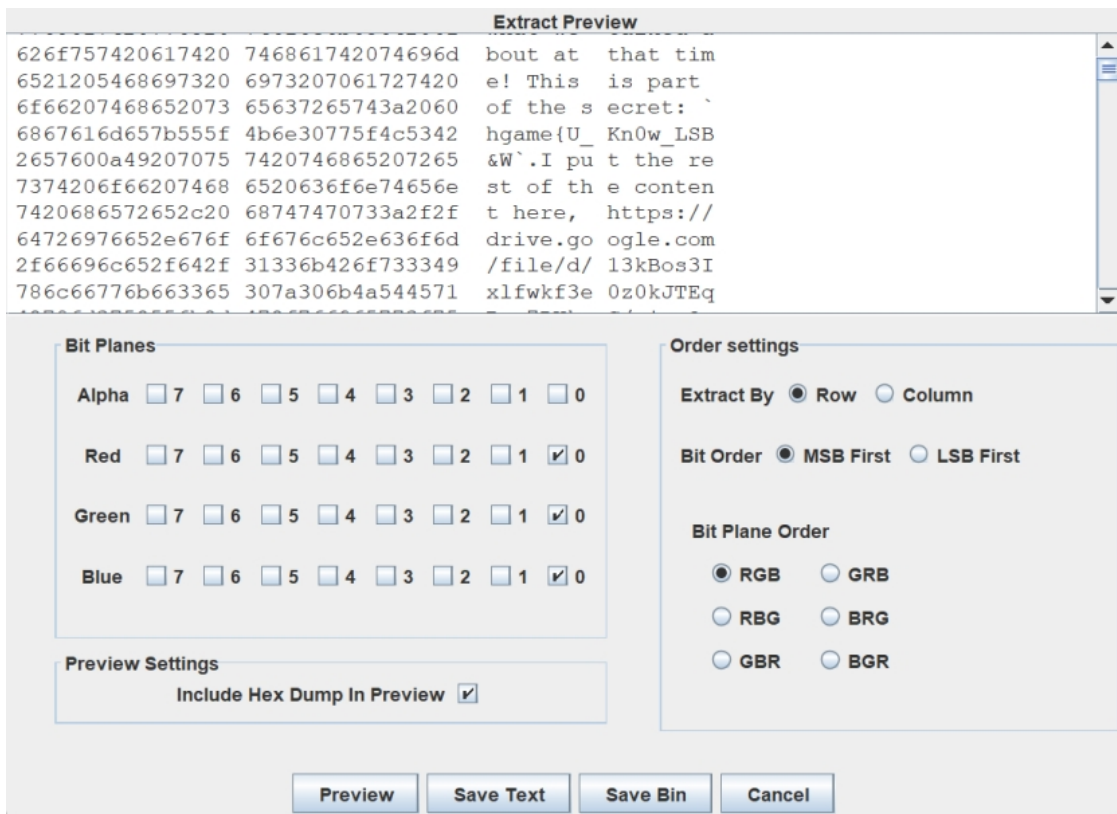 Extract Preview
626f757420617420 746861742074696d bout at  that tim
6521205468697320 6973207061727420 e! This  is part
6f66207468652073 65637265743a2060 of the s ecret: `
6867616d657b555f 4b6e30775f4c5342 hgame{U_ Kn0w_LSB
2657600a49207075 7420746865207265 &W`.I pu t the re
7374206f66207468 6520636f6e74656e st of th e conten
7420686572652c20 68747470733a2f2f t here,  https://
64726976652e676f 6f676c652e636f6d drive.go ogle.com
2f66696c652f642f 31336b426f733349 /file/d/ 13kBos3I
786c66776b663365 307a306b4a544571 xlfwkf3e 0z0kJTEq
Bit Planes
Alpha 7 6 5 4 3 2 1 0
Red 7 6 5 4 3 2 1 0
Green 7 6 5 4 3 2 1 0
Blue 7 6 5 4 3 2 1 0
Preview Settings
Include Hex Dump In Preview
Order settings
Extract By Row Column
Bit Order MSB First LSB First
Bit Plane Order
RGB GRB
RBG BRG
GBR BGR
Preview Save Text Save Bin Cancel